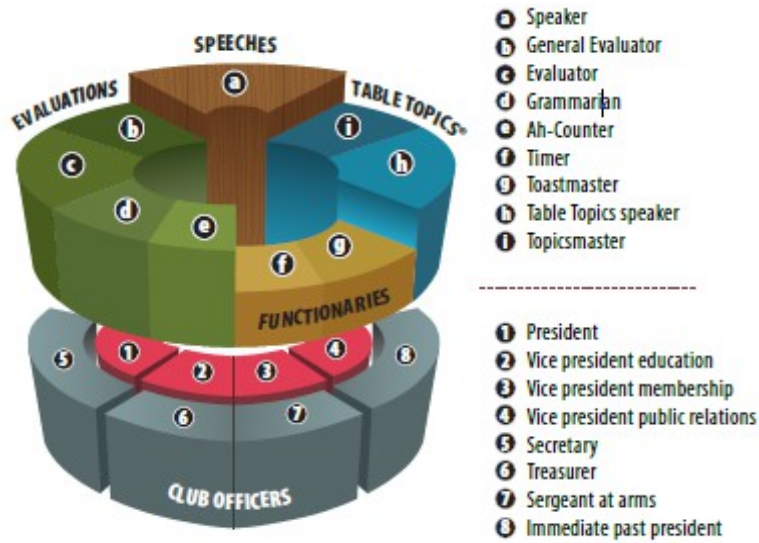 SPEECHES
EVALUATIONS
TABLE TOPICS®
a
b
i
c
h
d
e
g
f
FUNCTIONARIES
1
4
5
8
2
3
6
7
CLUB OFFICERS
a Speaker
b General Evaluator
c Evaluator
d Grammarian
e Ah-Counter
f Timer
g Toastmaster
h Table Topics speaker
i Topicsmaster
1 President
2 Vice president education
3 Vice president membership
4 Vice president public relations
5 Secretary
6 Treasurer
7 Sergeant at arms
8 Immediate past president